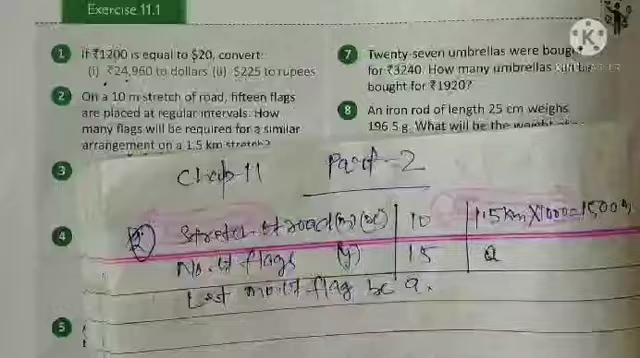 Exercise 11.1
1 If ₹1200 is equal to $20, convert:
(i) ₹24,960 to dollars (ii) $225 to rupees
2 On a 10 m stretch of road, fifteen flags
are placed at regular intervals. How
many flags will be required for a similar
arrangement on a 1.5 km stretch?
3
4
5
7 Twenty-seven umbrellas were bought
for ₹3240. How many umbrellas can be
bought for ₹1920?
8 An iron rod of length 25 cm weighs
196.5 g. What will be the weight
Chap-11 Part-2
2 Stretch of road(m)(x) 10 1.5km×1000=1500
No. of flags (y) 15 a
Let no. of flag be a.
K